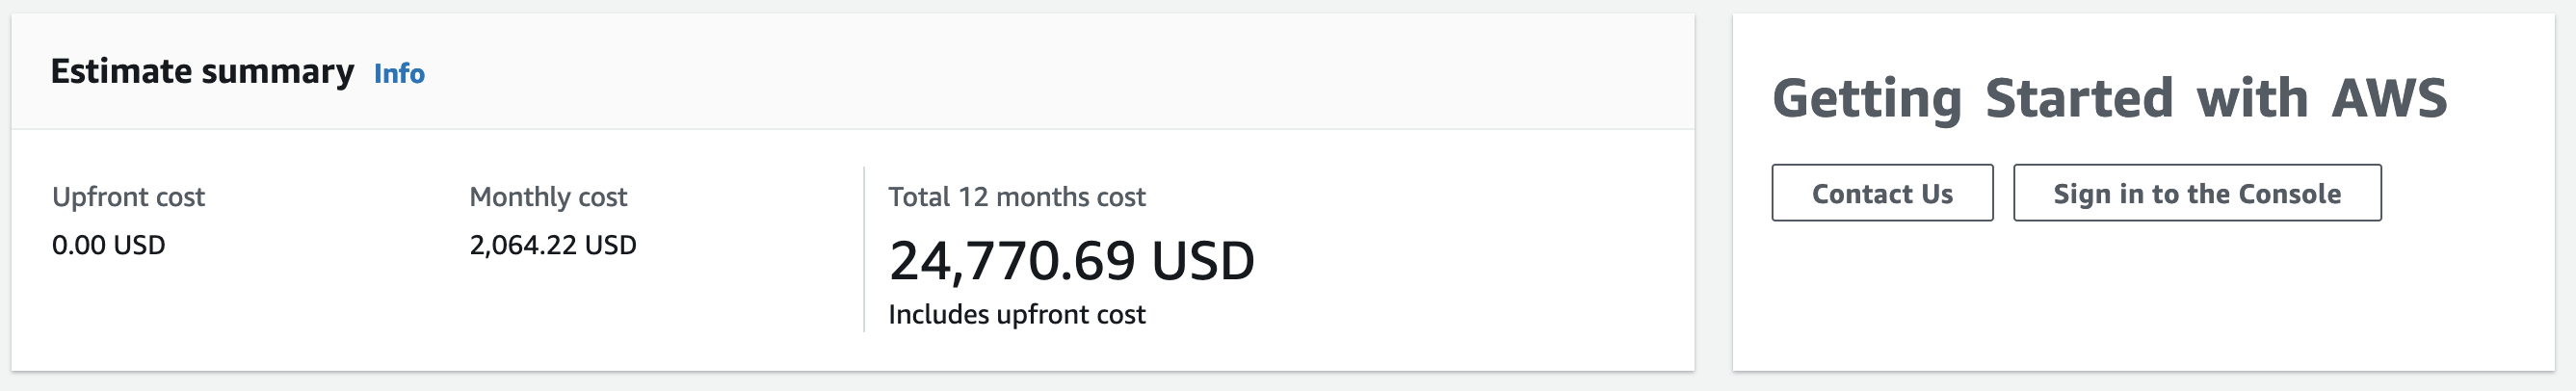 Estimate summary Info
Upfront cost
0.00 USD
Monthly cost
2,064.22 USD
Total 12 months cost
24,770.69 USD
Includes upfront cost
Getting Started with AWS
Contact Us
Sign in to the Console